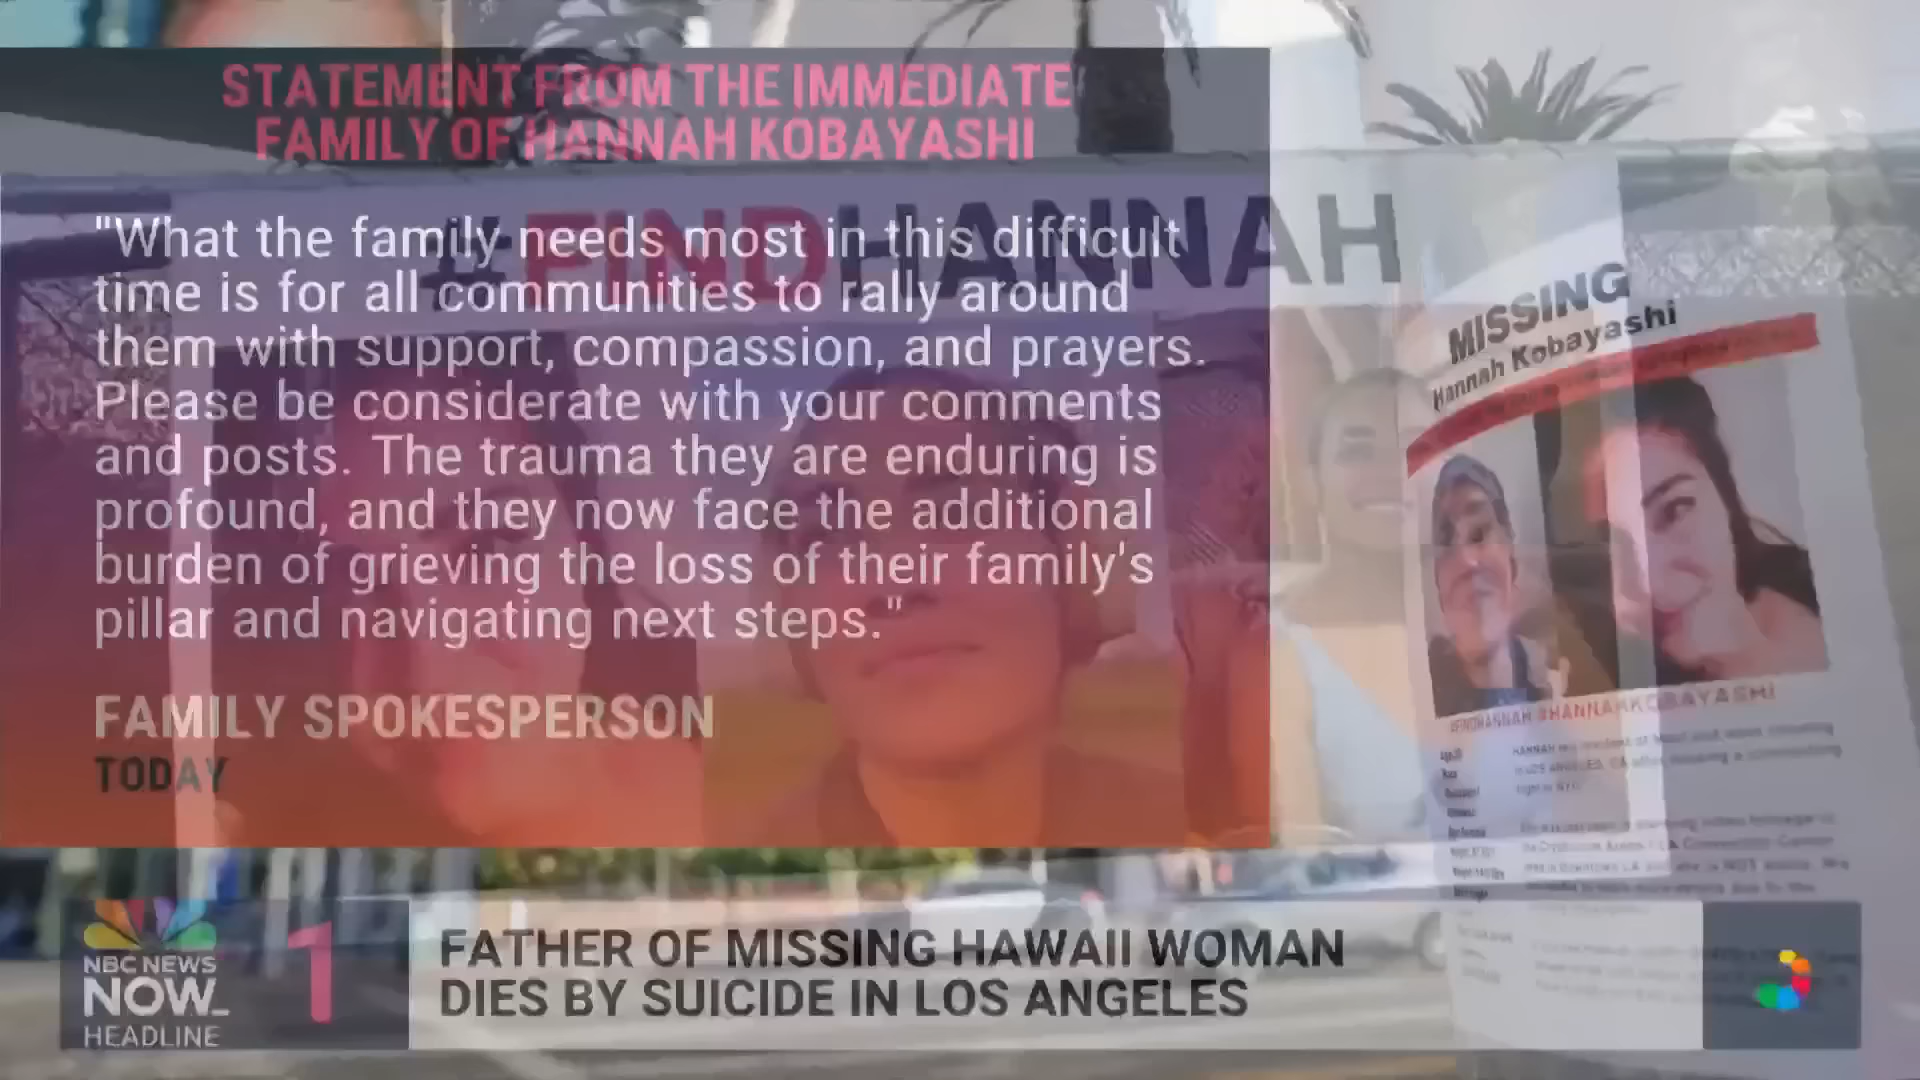 STATEMENT FROM THE IMMEDIATE
FAMILY OF HANNAH KOBAYASHI
#FINDHANNAH
"What the family needs most in this difficult
time is for all communities to rally around
them with support, compassion, and prayers.
Please be considerate with your comments
and posts. The trauma they are enduring is
profound, and they now face the additional
burden of grieving the loss of their family's
pillar and navigating next steps."
FAMILY SPOKESPERSON
TODAY
MISSING
Hannah Kobayashi
#FINDHANNAH #HANNAHKOBAYASHI
NBC NEWS
NOW
HEADLINE
1
FATHER OF MISSING HAWAII WOMAN
DIES BY SUICIDE IN LOS ANGELES